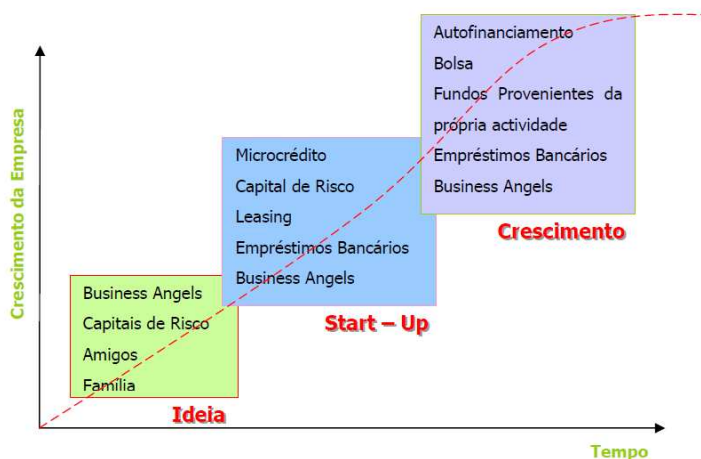 Autofinanciamento
Bolsa
Fundos Provenientes da
própria actividade
Empréstimos Bancários
Business Angels
Crescimento
Microcrédito
Capital de Risco
Leasing
Empréstimos Bancários
Business Angels
Start – Up
Business Angels
Capitais de Risco
Amigos
Família
Ideia
Crescimento da Empresa
Tempo